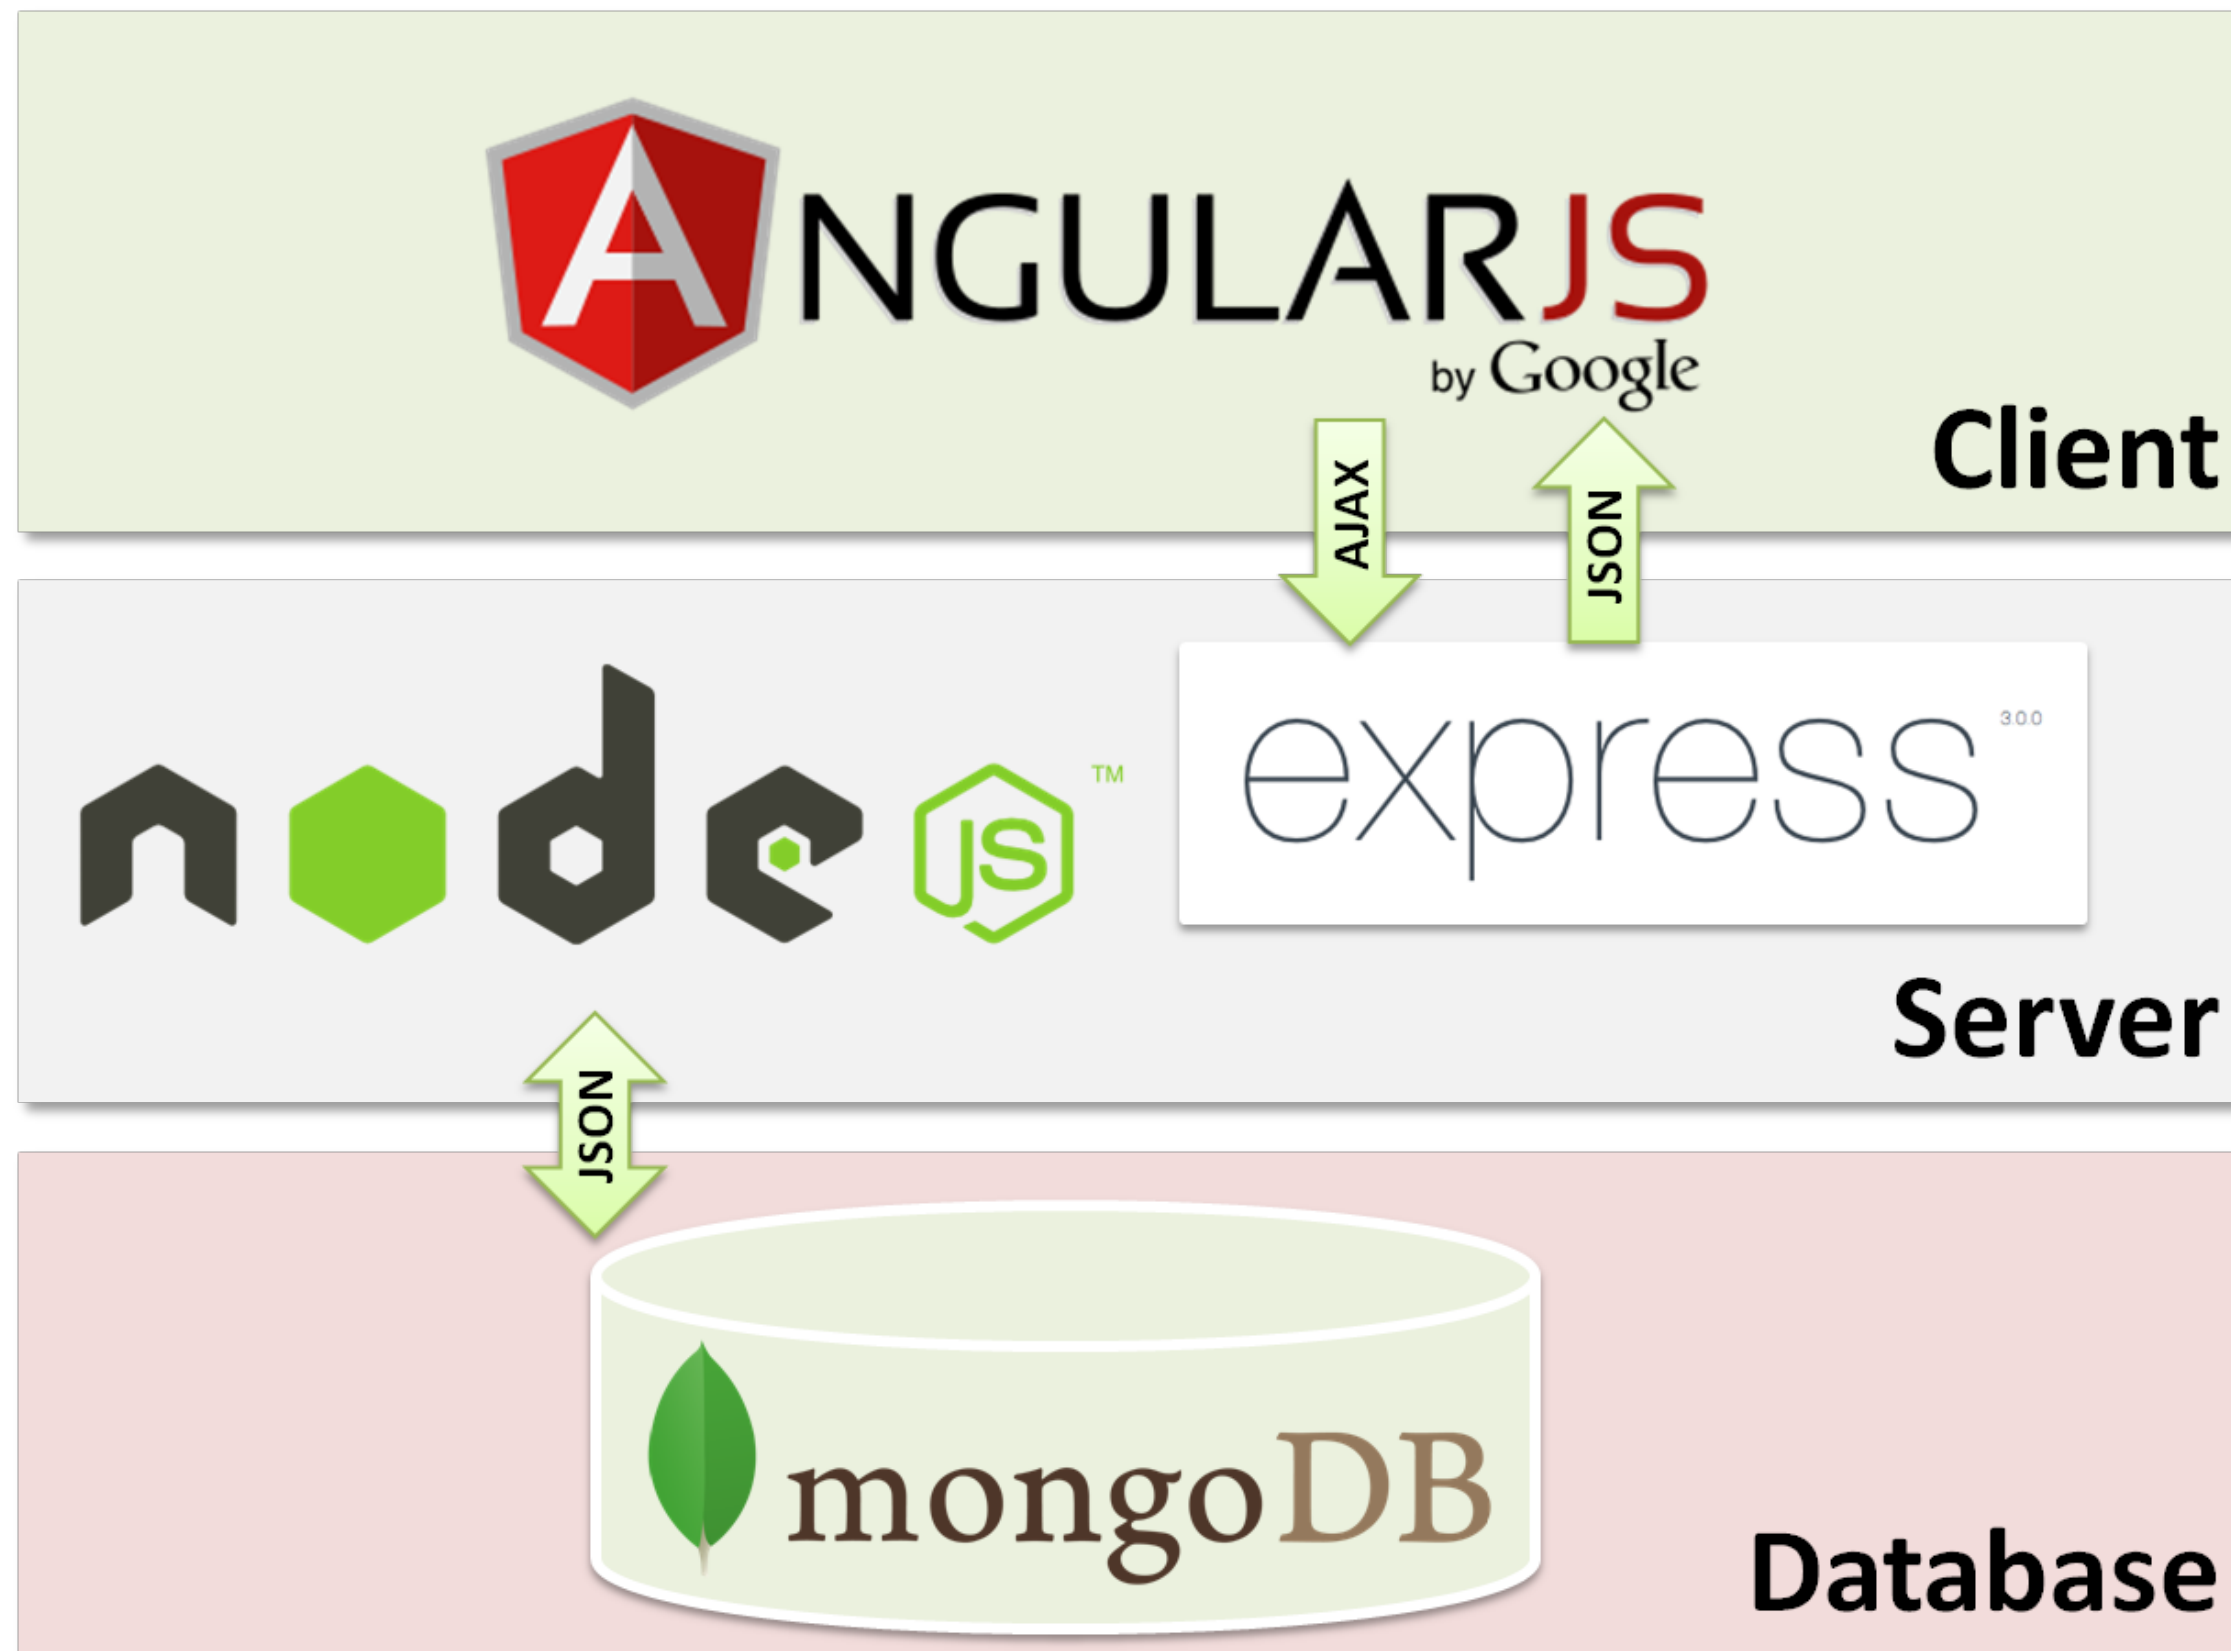 ANGULARJS
by Google
Client
AJAX
JSON
node JS ™
express 3.0.0
Server
JSON
mongoDB
Database